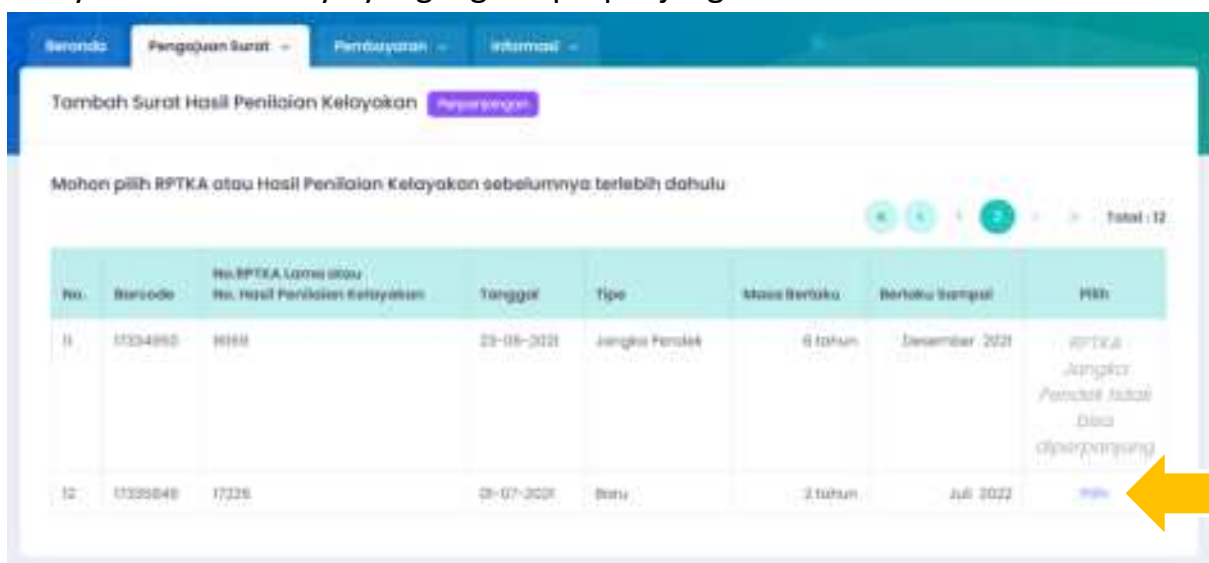 Beranda Pengajuan Surat Pembayaran Informasi
Tambah Surat Hasil Penilaian Kelayakan Perpanjangan
Mohon pilih RPTKA atau Hasil Penilaian Kelayakan sebelumnya terlebih dahulu
2 Total : 12
No. Barcode No.RPTKA Lama atau No. Hasil Penilaian Kelayakan Tanggal Tipe Masa Berlaku Berlaku Sampai Pilih
11 Jangka Pendek 6 tahun Desember 2021 RPTKA
Jangka
Pendek tidak
bisa
diperpanjang
12 17226 01-07-2021 Baru 2 tahun Juli 2022 Pilih